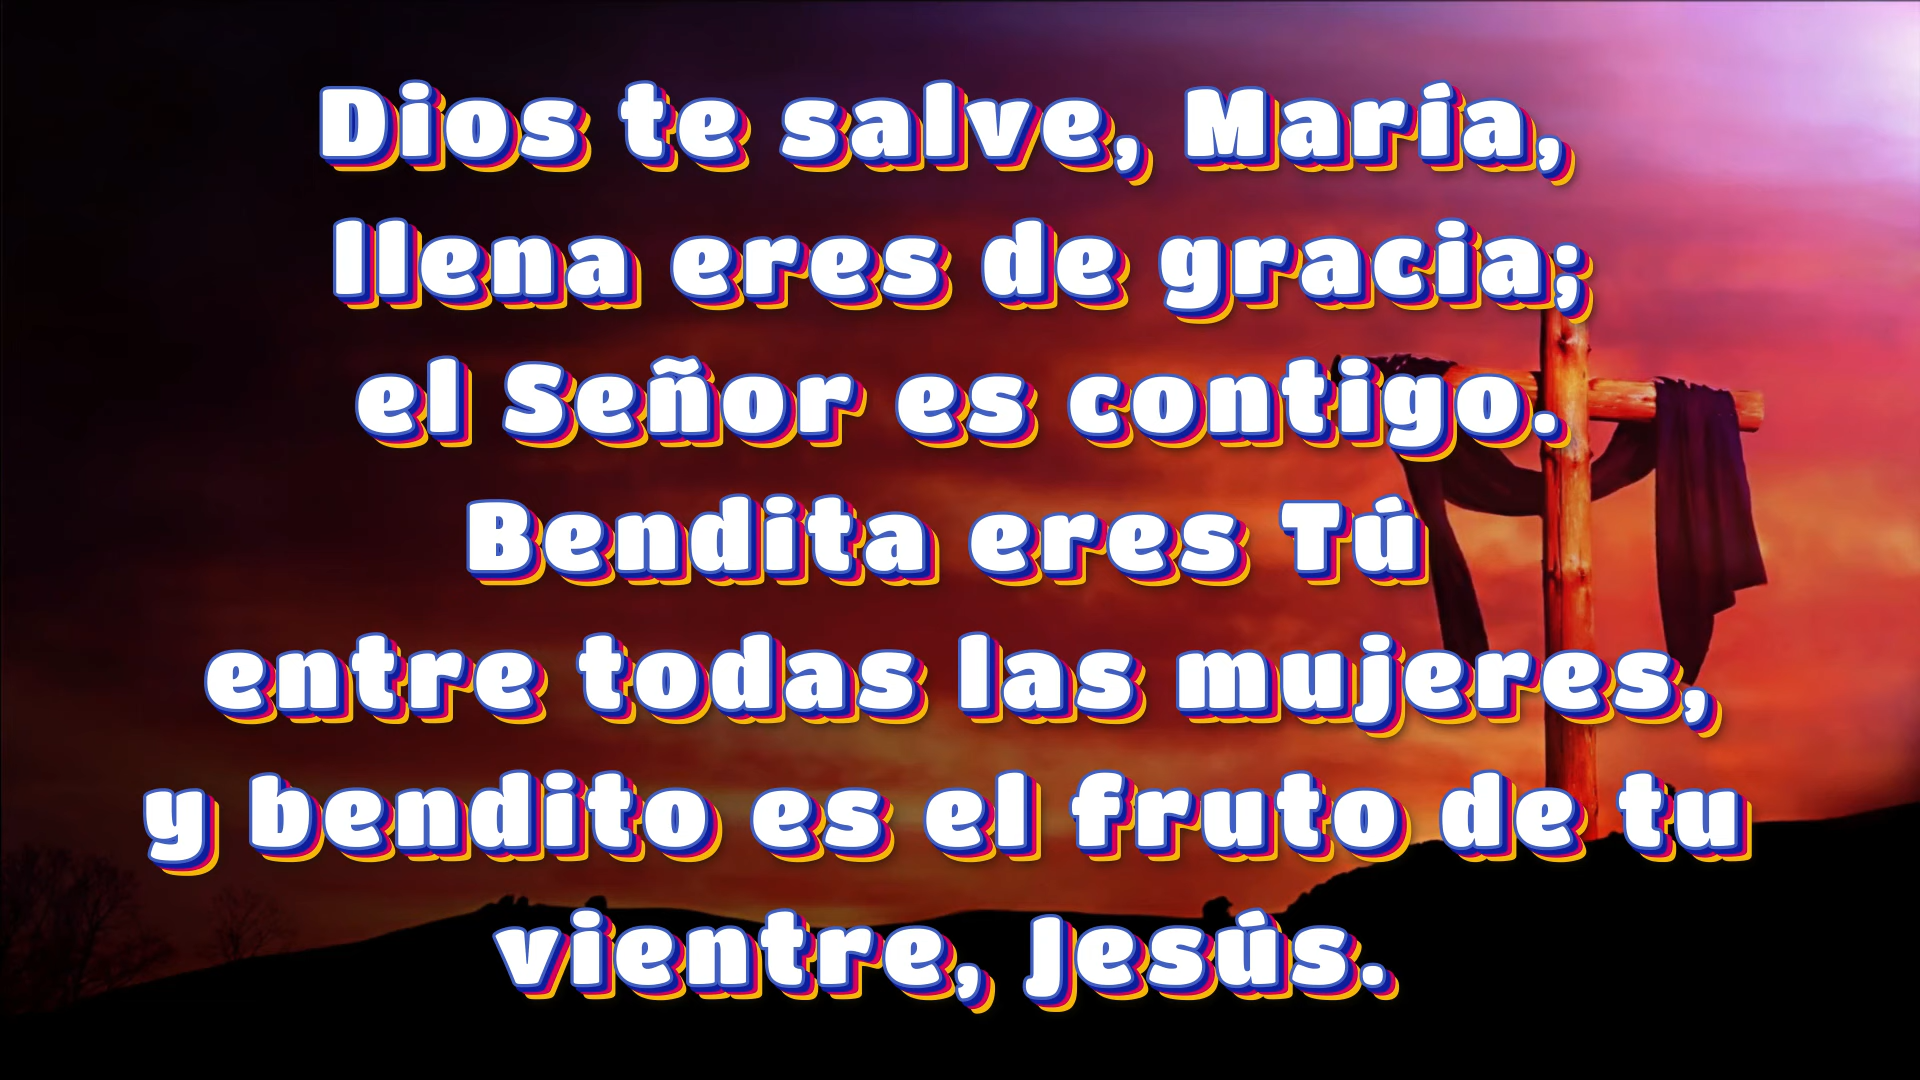 Dios te salve, María,
llena eres de gracia;
el Señor es contigo.
Bendita eres Tú
entre todas las mujeres,
y bendito es el fruto de tu
vientre, Jesús.